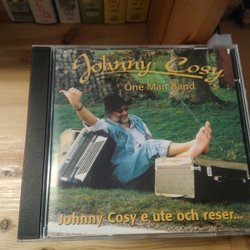 Johnny Cosy
One Man Band
Johnny Cosy e ute och reser...